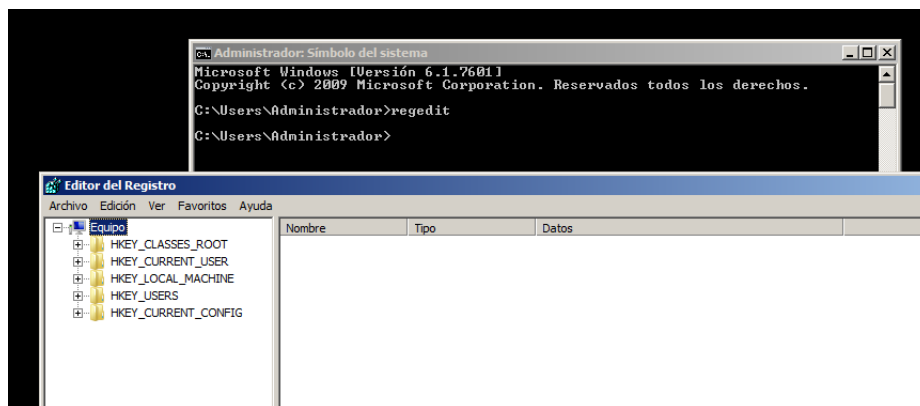 Administrador: Símbolo del sistema
Microsoft Windows [Versión 6.1.7601]
Copyright (c) 2009 Microsoft Corporation. Reservados todos los derechos.
C:\Users\Administrador>regedit
C:\Users\Administrador>
Editor del Registro
Archivo Edición Ver Favoritos Ayuda
Equipo
HKEY_CLASSES_ROOT
HKEY_CURRENT_USER
HKEY_LOCAL_MACHINE
HKEY_USERS
HKEY_CURRENT_CONFIG
Nombre Tipo Datos